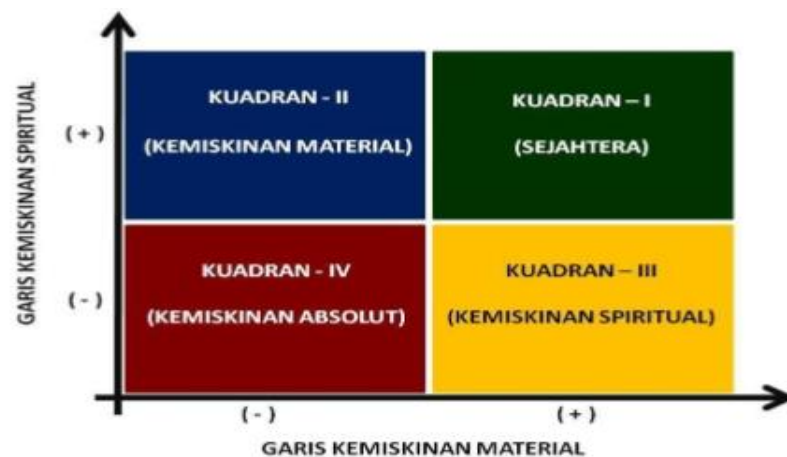 GARIS KEMISKINAN SPIRITUAL
( + )
( - )
KUADRAN - II
(KEMISKINAN MATERIAL)
KUADRAN – I
(SEJAHTERA)
KUADRAN - IV
(KEMISKINAN ABSOLUT)
KUADRAN – III
(KEMISKINAN SPIRITUAL)
( - )
( + )
GARIS KEMISKINAN MATERIAL